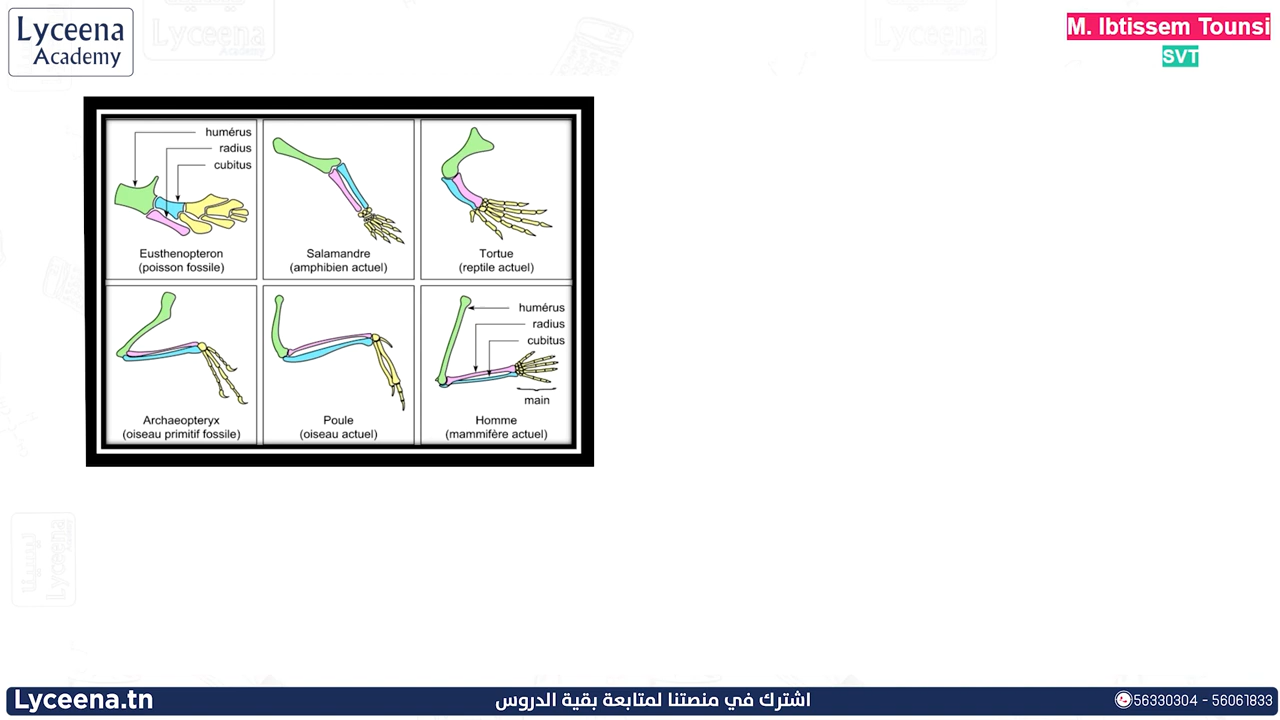 Lyceena
Academy
M. Ibtissem Tounsi
SVT
humérus
radius
cubitus
Eusthenopteron
(poisson fossile)
Salamandre
(amphibien actuel)
Tortue
(reptile actuel)
humérus
radius
cubitus
main
Archaeopteryx
(oiseau primitif fossile)
Poule
(oiseau actuel)
Homme
(mammifère actuel)
Lyceena.tn
اشترك في منصتنا لمتابعة بقية الدروس
56330304 - 56061833